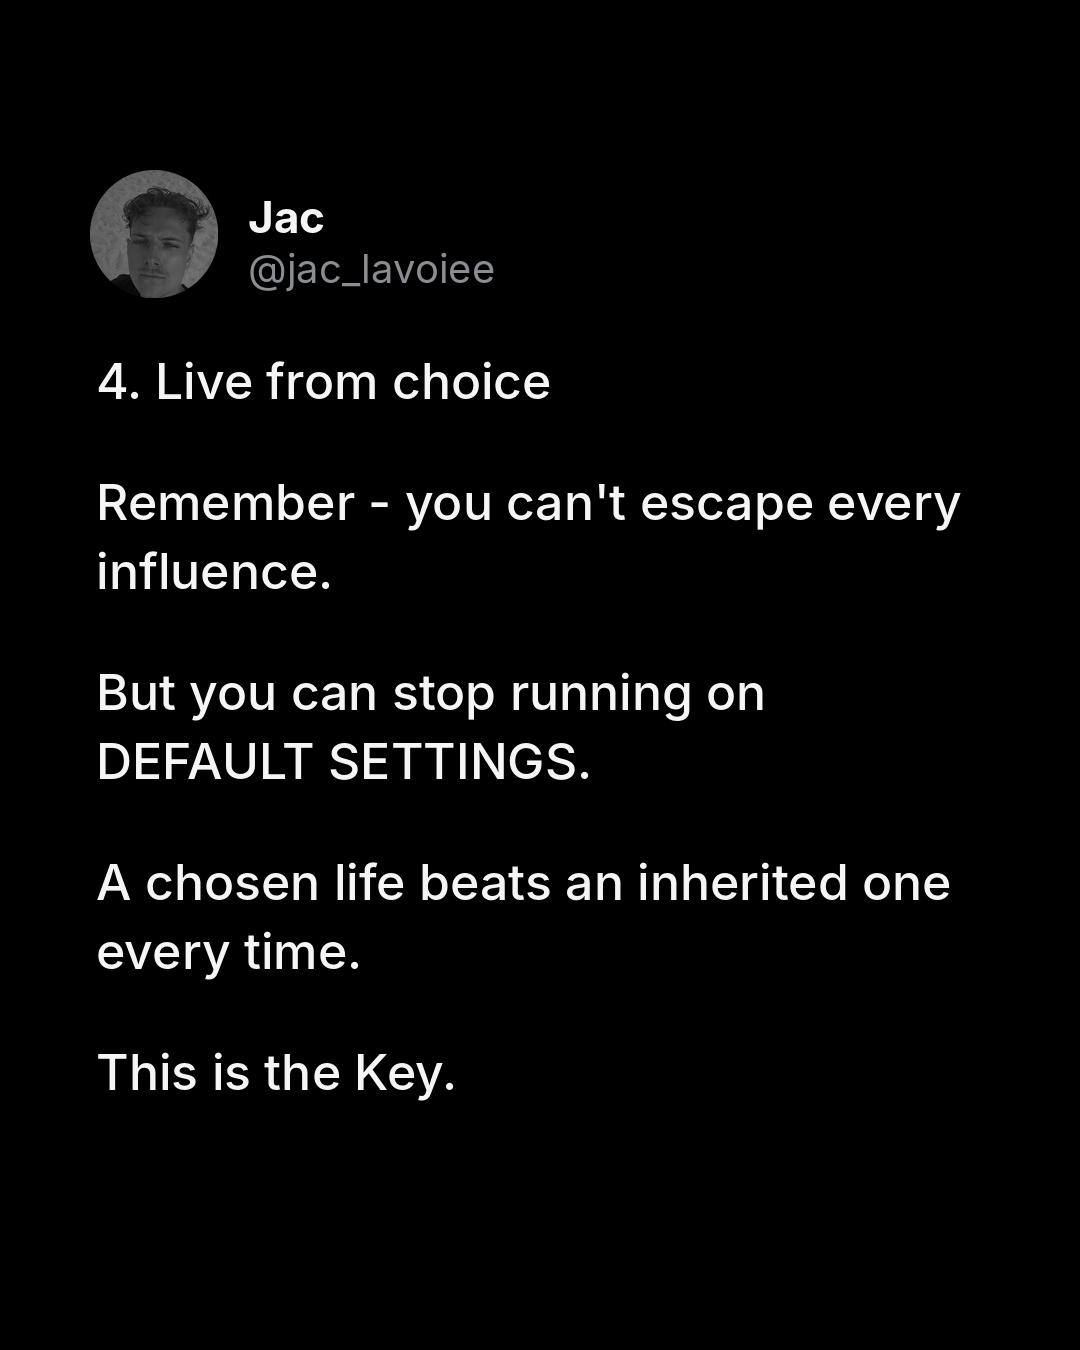 Jac
@jac_lavoiee
4. Live from choice
Remember - you can't escape every
influence.
But you can stop running on
DEFAULT SETTINGS.
A chosen life beats an inherited one
every time.
This is the Key.